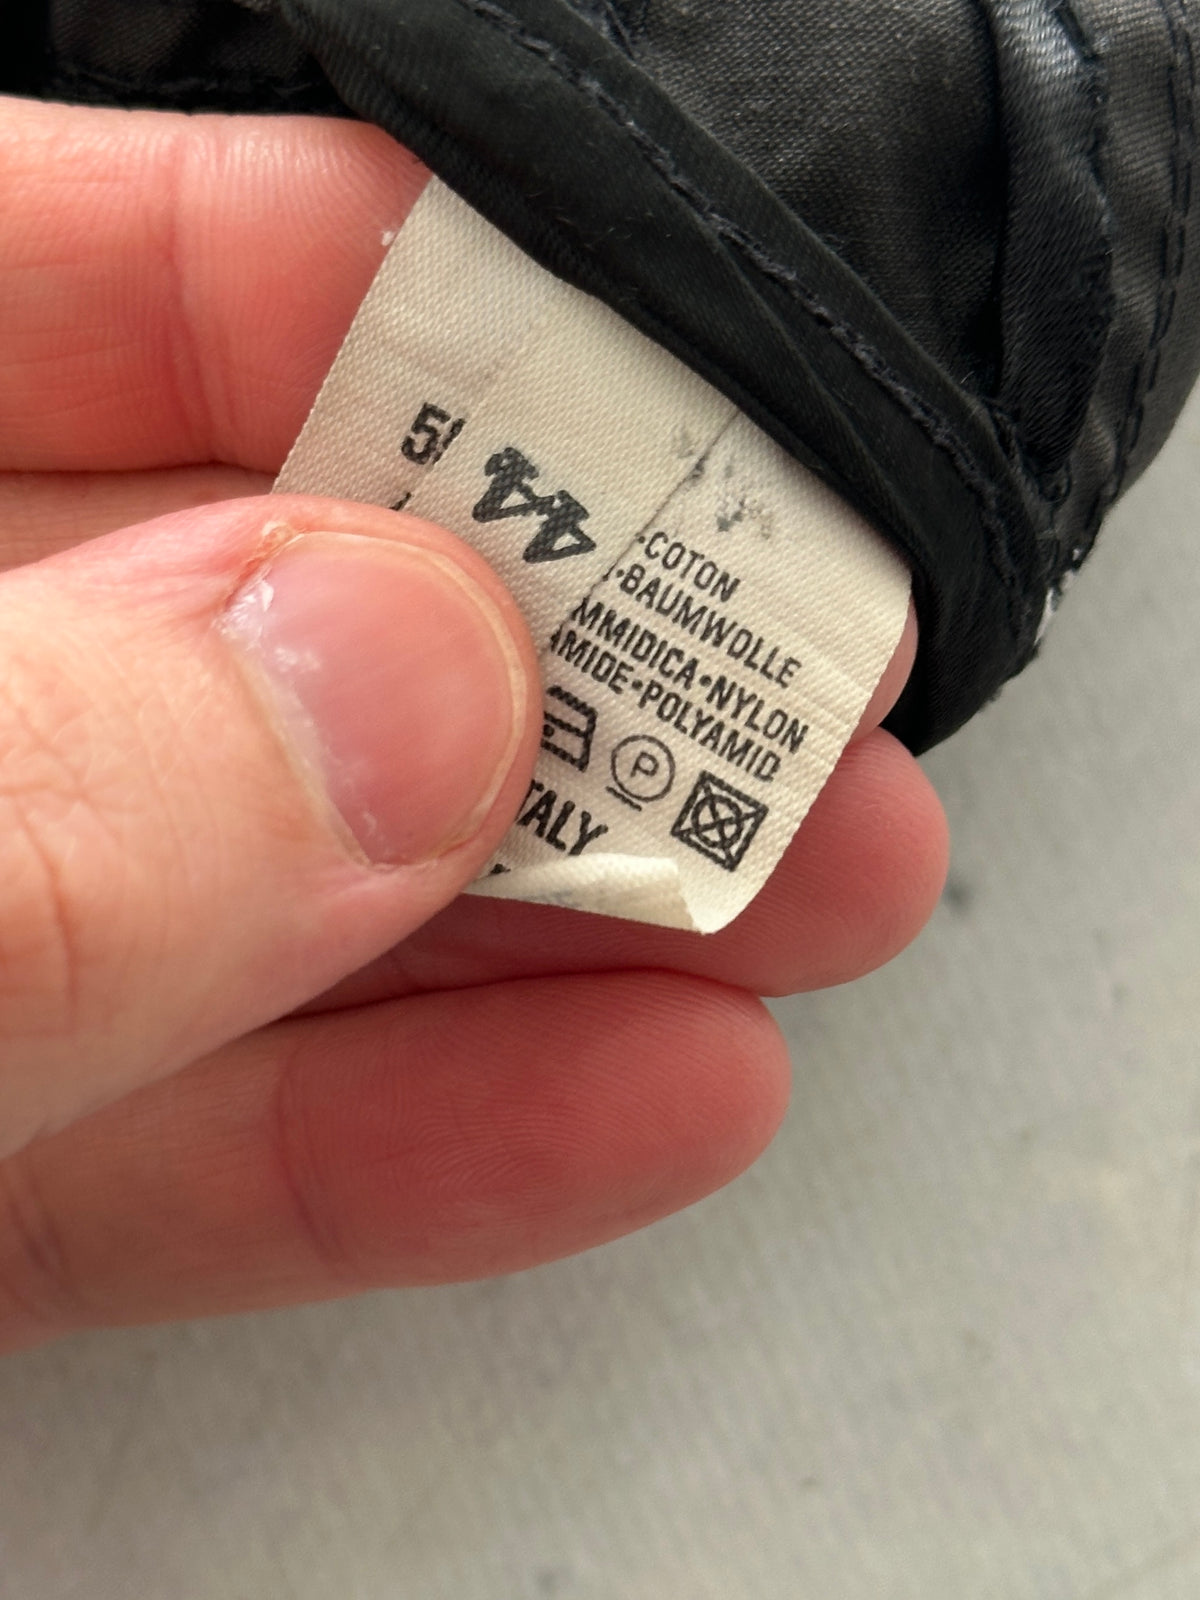 44
·COTON
·BAUMWOLLE
MMIDICA·NYLON
AMIDE·POLYAMID
P
TALY